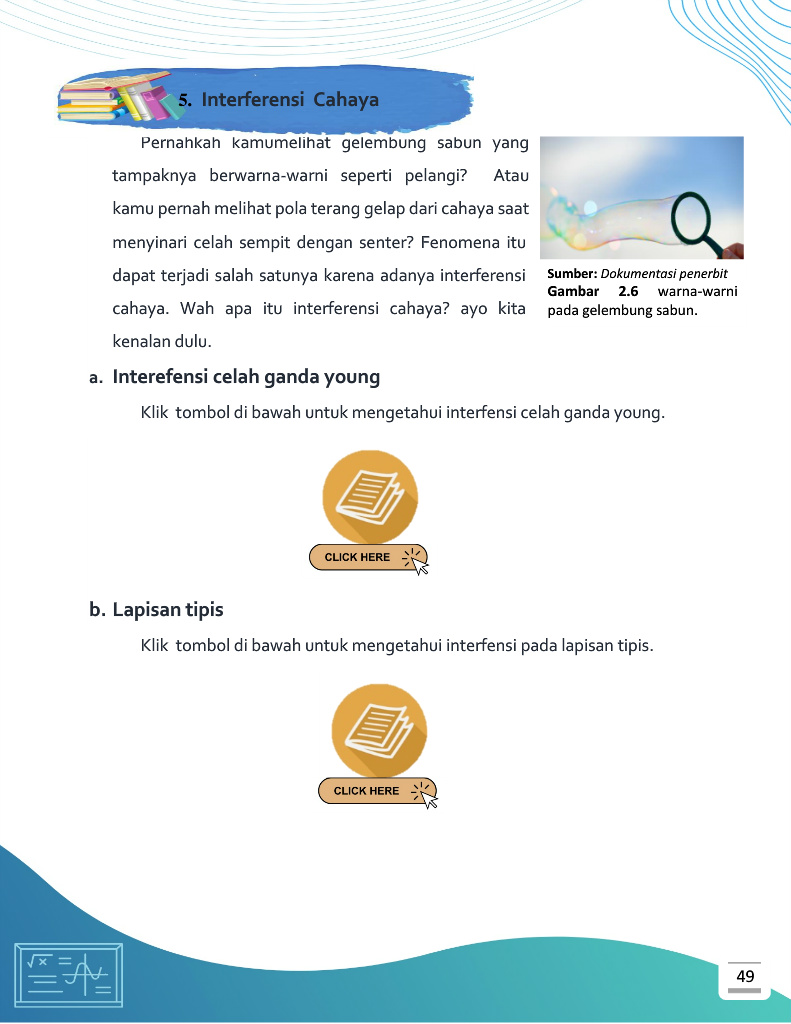 5. Interferensi Cahaya
Pernahkah kamumelihat gelembung sabun yang
tampaknya berwarna-warni seperti pelangi? Atau
kamu pernah melihat pola terang gelap dari cahaya saat
menyinari celah sempit dengan senter? Fenomena itu
dapat terjadi salah satunya karena adanya interferensi
cahaya. Wah apa itu interferensi cahaya? ayo kita
kenalan dulu.
Sumber: Dokumentasi penerbit
Gambar 2.6 warna-warni
pada gelembung sabun.
a. Interefensi celah ganda young
Klik tombol di bawah untuk mengetahui interfensi celah ganda young.
CLICK HERE
b. Lapisan tipis
Klik tombol di bawah untuk mengetahui interfensi pada lapisan tipis.
CLICK HERE
√x
49